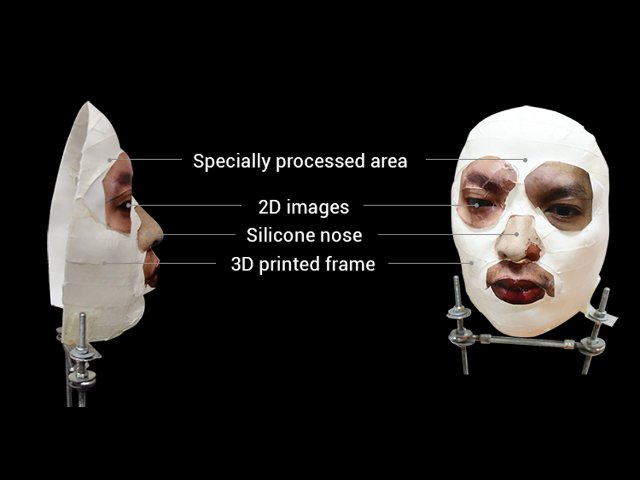 Specially processed area
2D images
Silicone nose
3D printed frame